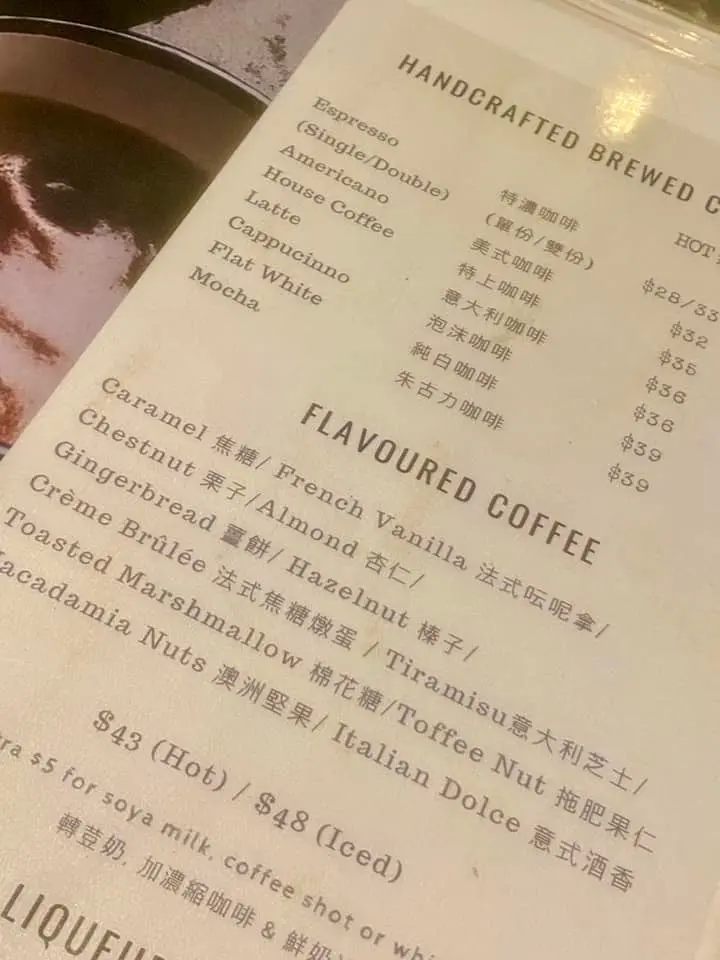 HANDCRAFTED BREWED
HOT
Espresso 特濃咖啡
(Single/Double) (單份/雙份) $28/33
Americano 美式咖啡 $32
House Coffee 特上咖啡 $35
Latte 意大利咖啡 $36
Cappucinno 泡沫咖啡 $36
Flat White 純白咖啡 $39
Mocha 朱古力咖啡 $39
FLAVOURED COFFEE
Caramel 焦糖/ French Vanilla 法式呍呢拿/
Chestnut 栗子/Almond 杏仁/
Gingerbread 薑餅/ Hazelnut 榛子/
Crème Brûlée 法式焦糖燉蛋 / Tiramisu意大利芝士/
Toasted Marshmallow 棉花糖/Toffee Nut 拖肥果仁
Macadamia Nuts 澳洲堅果/ Italian Dolce 意式酒香
$43 (Hot) / $48 (Iced)
$5 for soya milk, coffee shot or
轉荳奶, 加濃縮咖啡 & 鮮奶